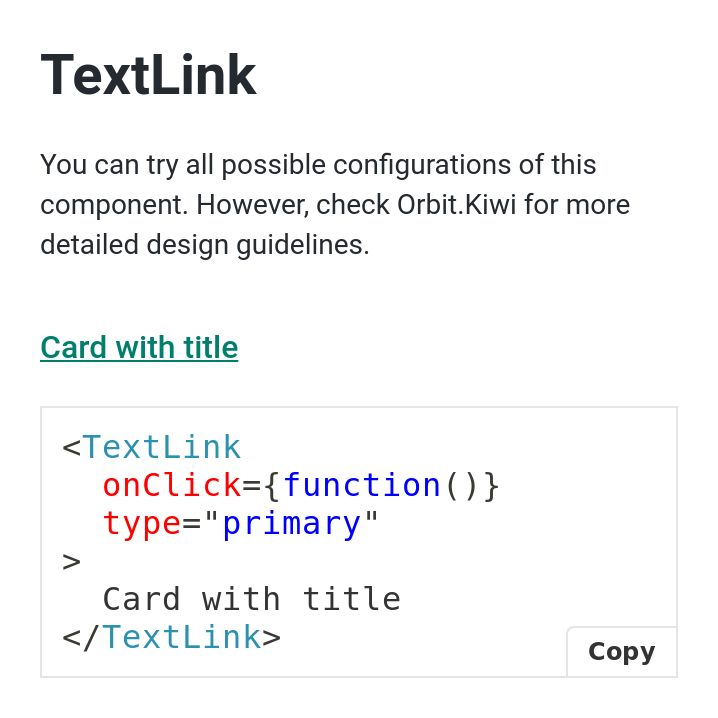 TextLink
You can try all possible configurations of this
component. However, check Orbit.Kiwi for more
detailed design guidelines.
Card with title
<TextLink
  onClick={function()}
  type="primary"
>
  Card with title
</TextLink>
Copy